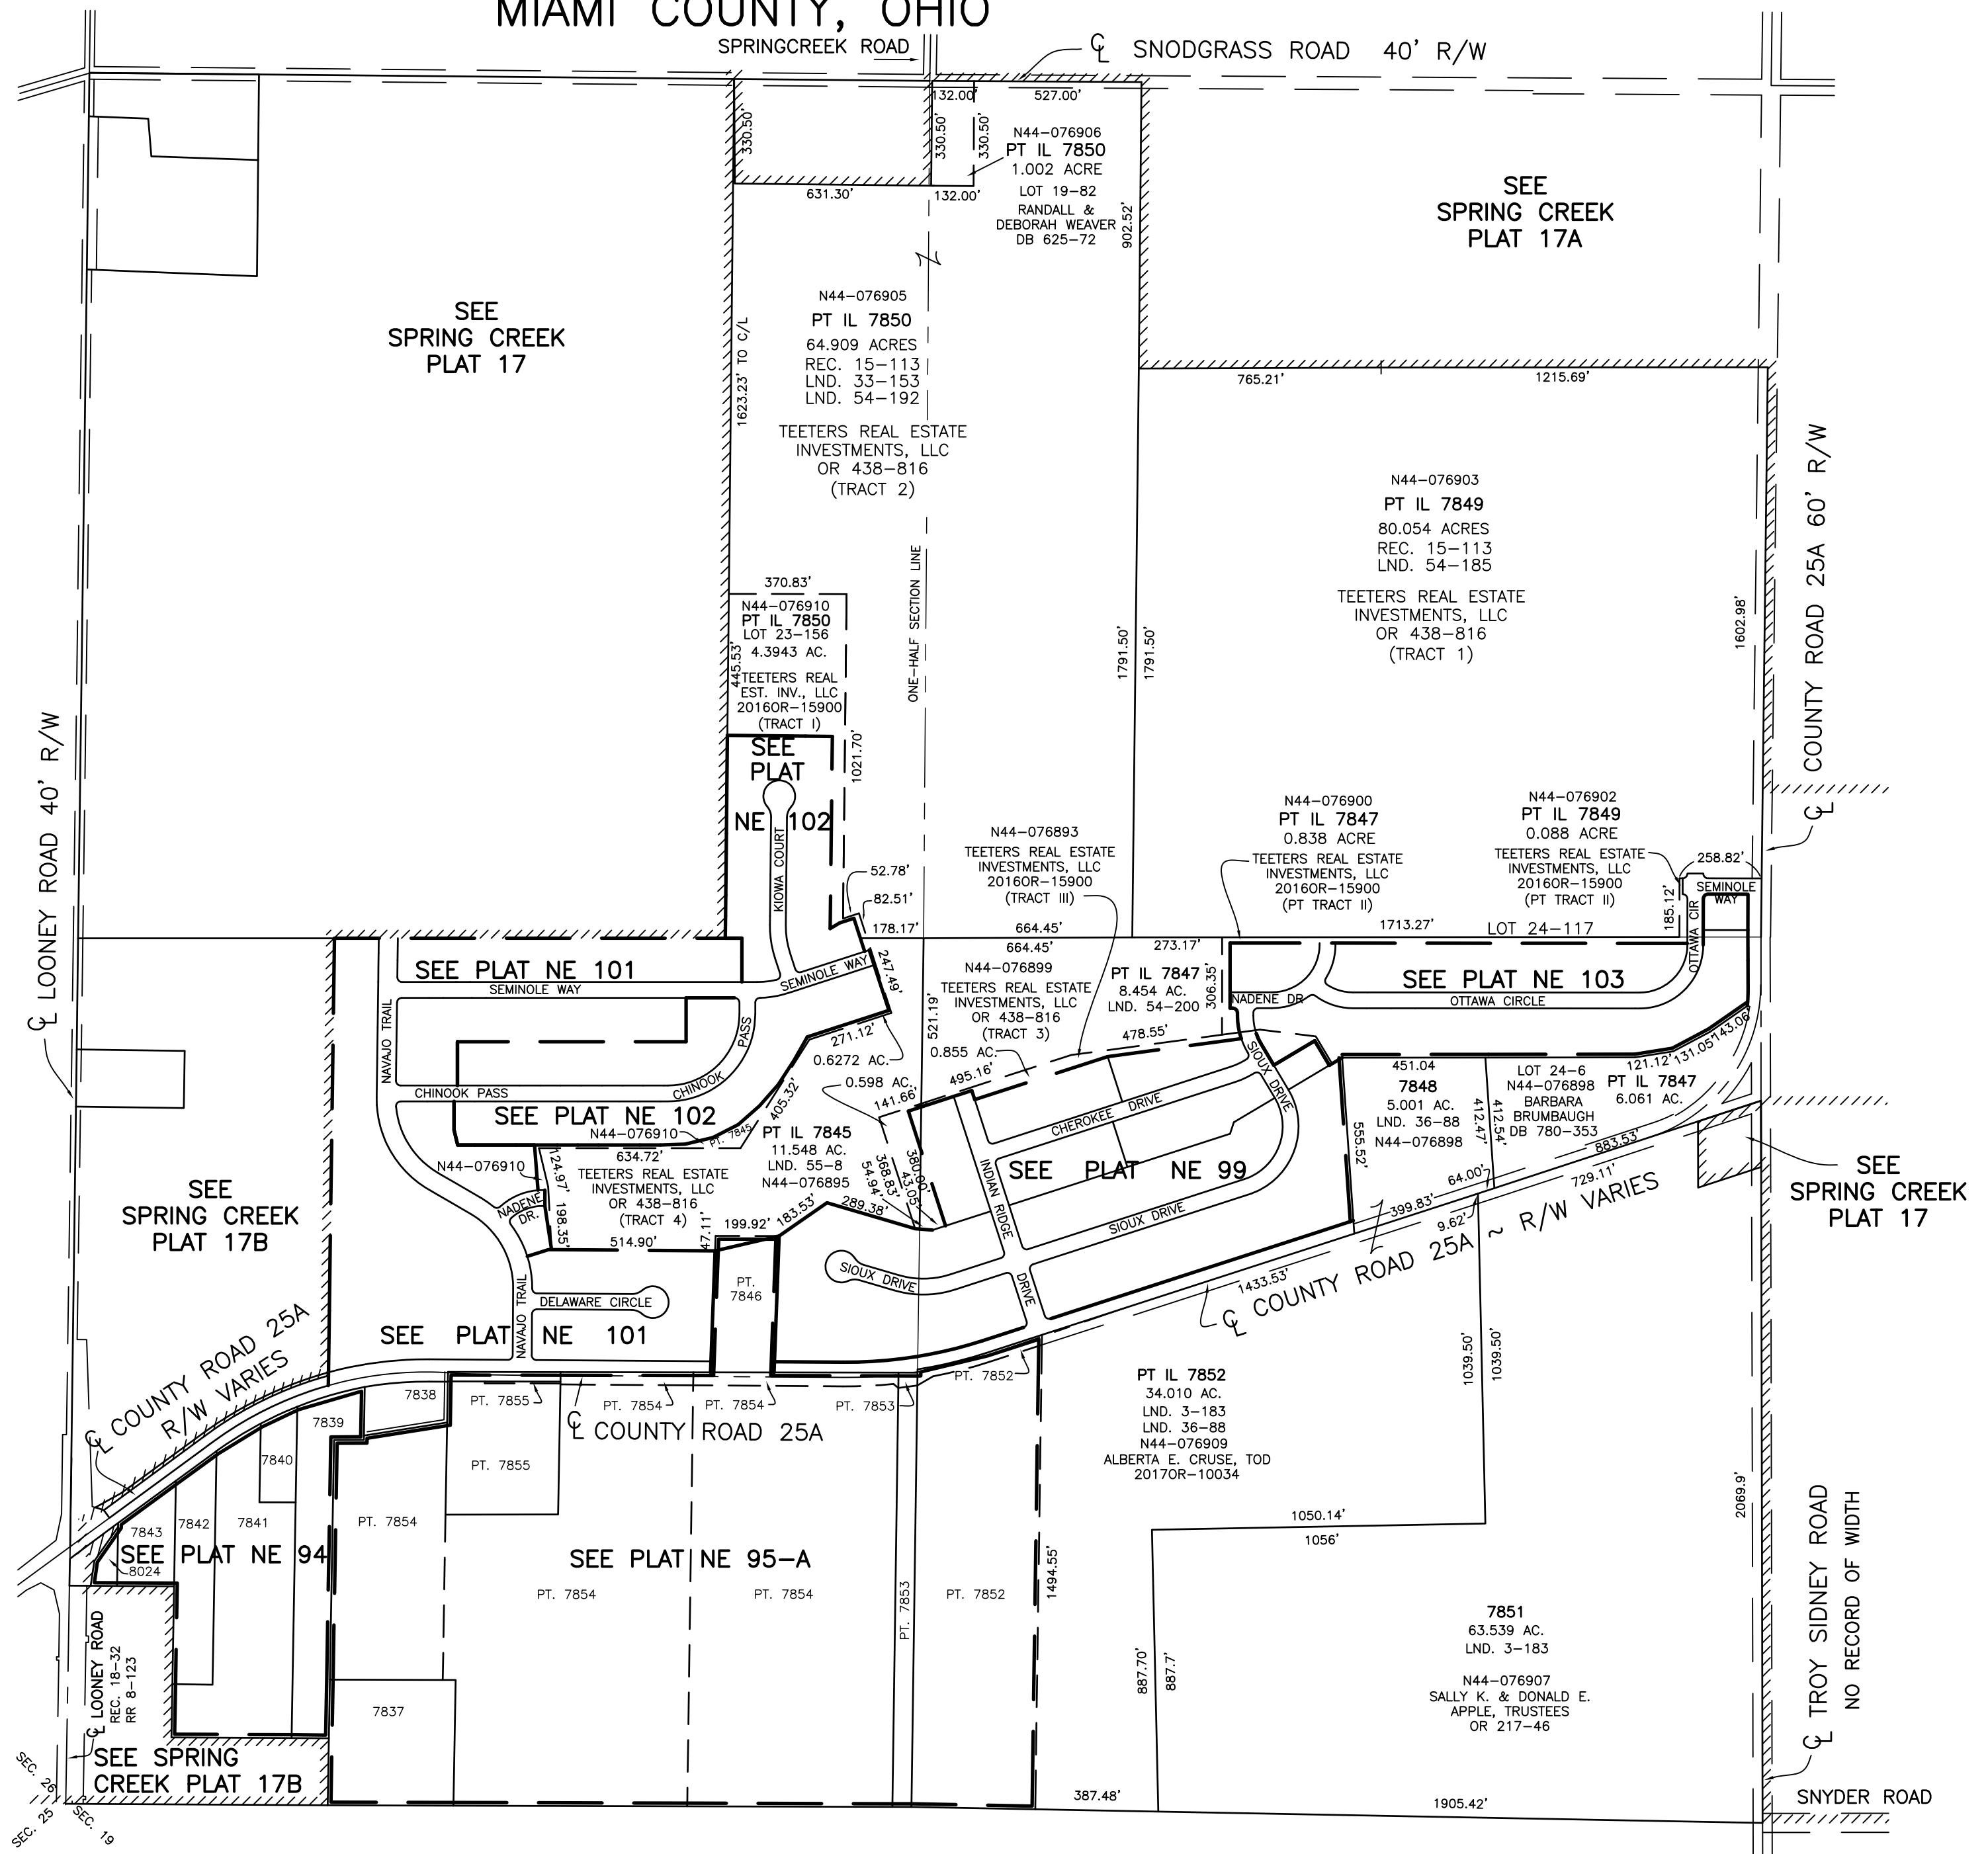 MIAMI COUNTY, OHIO
SPRINGCREEK ROAD
℄ SNODGRASS ROAD 40' R/W
132.00'
527.00'
330.50'
330.50'
330.50'
N44-076906
PT IL 7850
1.002 ACRE
LOT 19-82
RANDALL &
DEBORAH WEAVER
DB 625-72
631.30'
132.00'
902.52'
SEE
SPRING CREEK
PLAT 17A
SEE
SPRING CREEK
PLAT 17
1623.23' TO C/L
N44-076905
PT IL 7850
64.909 ACRES
REC. 15-113
LND. 33-153
LND. 54-192
TEETERS REAL ESTATE
INVESTMENTS, LLC
OR 438-816
(TRACT 2)
765.21'
1215.69'
N44-076903
PT IL 7849
80.054 ACRES
REC. 15-113
LND. 54-185
TEETERS REAL ESTATE
INVESTMENTS, LLC
OR 438-816
(TRACT 1)
℄ COUNTY ROAD 25A 60' R/W
1602.98'
ONE-HALF SECTION LINE
1791.50'
1791.50'
370.83'
N44-076910
PT IL 7850
LOT 23-156
4.3943 AC.
445.53'
TEETERS REAL
EST. INV., LLC
2016OR-15900
(TRACT I)
SEE
PLAT
NE 102
1021.70'
KIOWA COURT
℄ LOONEY ROAD 40' R/W
52.78'
82.51'
178.17'
664.45'
664.45'
N44-076893
TEETERS REAL ESTATE
INVESTMENTS, LLC
2016OR-15900
(TRACT III)
N44-076900
PT IL 7847
0.838 ACRE
TEETERS REAL ESTATE
INVESTMENTS, LLC
2016OR-15900
(PT TRACT II)
N44-076902
PT IL 7849
0.088 ACRE
TEETERS REAL ESTATE
INVESTMENTS, LLC
2016OR-15900
(PT TRACT II)
258.82'
SEMINOLE
WAY
185.12'
OTTAWA CIR
1713.27'
LOT 24-117
273.17'
306.35'
SEE PLAT NE 101
SEMINOLE WAY
SEMINOLE WAY
247.49'
521.19'
N44-076899
TEETERS REAL ESTATE
INVESTMENTS, LLC
OR 438-816
(TRACT 3)
PT IL 7847
8.454 AC.
LND. 54-200
NADENE DR
SEE PLAT NE 103
OTTAWA CIRCLE
NAVAJO TRAIL
PASS
271.12'
0.6272 AC.
0.855 AC.
478.55'
495.16'
143.06'
131.05'
121.12'
CHINOOK PASS
CHINOOK
SEE PLAT NE 102
N44-076910
PT. 7845
405.32'
0.598 AC.
141.66'
PT IL 7845
11.548 AC.
LND. 55-8
N44-076895
CHEROKEE DRIVE
SIOUX DRIVE
451.04
7848
5.001 AC.
LND. 36-88
N44-076898
LOT 24-6
N44-076898
BARBARA
BRUMBAUGH
DB 780-353
PT IL 7847
6.061 AC.
412.47'
412.54'
555.52'
883.53'
N44-076910
634.72'
124.97'
TEETERS REAL ESTATE
INVESTMENTS, LLC
OR 438-816
(TRACT 4)
198.35'
NADENE
DR.
514.90'
47.11'
199.92'
183.53'
289.38'
54.94'
368.83'
380.00'
43.05'
SEE PLAT NE 99
INDIAN RIDGE
DRIVE
SIOUX DRIVE
64.00'
729.11'
399.83'
9.62'
1433.53'
℄ COUNTY ROAD 25A ~ R/W VARIES
SEE
SPRING CREEK
PLAT 17
SEE
SPRING CREEK
PLAT 17B
SIOUX DRIVE
PT.
7846
DELAWARE CIRCLE
NAVAJO TRAIL
SEE PLAT NE 101
℄ COUNTY ROAD 25A
R/W VARIES
7838
7839
7840
7841
7842
7843
8024
SEE PLAT NE 94
PT. 7855
PT. 7854
PT. 7854
PT. 7853
PT. 7852
℄ COUNTY ROAD 25A
PT. 7855
PT. 7854
SEE PLAT NE 95-A
PT. 7854
PT. 7854
PT. 7853
PT. 7852
7837
PT IL 7852
34.010 AC.
LND. 3-183
LND. 36-88
N44-076909
ALBERTA E. CRUSE, TOD
2017OR-10034
1039.50'
1039.50'
1050.14'
1056'
1494.55'
887.70'
887.7'
2069.9'
7851
63.539 AC.
LND. 3-183
N44-076907
SALLY K. & DONALD E.
APPLE, TRUSTEES
OR 217-46
℄ TROY SIDNEY ROAD
NO RECORD OF WIDTH
℄ LOONEY ROAD
REC. 18-32
RR 8-123
SEE SPRING
CREEK PLAT 17B
SEC. 26
SEC. 25
SEC. 19
387.48'
1905.42'
SNYDER ROAD